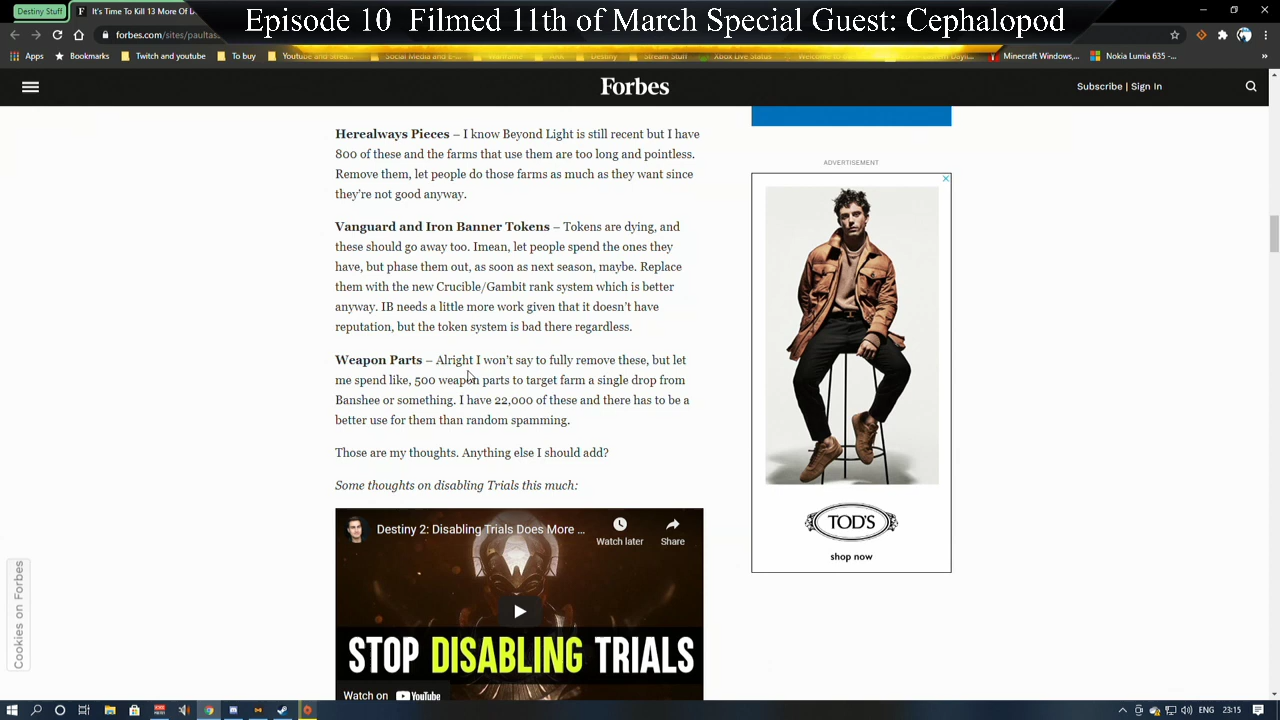 Episode 10 Filmed 11th of March Special Guest: Cephalopod
Destiny Stuff
It's Time To Kill 13 More Of D
forbes.com/sites/paultas
Apps
Bookmarks
Twitch and youtube
To buy
Youtube and
Social Media and
Destiny
Stream Stuff
Xbox Live Status
Minecraft Windows,...
Nokia Lumia 635 -...
Forbes
Subscribe | Sign In
Herealways Pieces – I know Beyond Light is still recent but I have
800 of these and the farms that use them are too long and pointless.
Remove them, let people do those farms as much as they want since
they're not good anyway.
Vanguard and Iron Banner Tokens – Tokens are dying, and
these should go away too. Imean, let people spend the ones they
have, but phase them out, as soon as next season, maybe. Replace
them with the new Crucible/Gambit rank system which is better
anyway. IB needs a little more work given that it doesn't have
reputation, but the token system is bad there regardless.
Weapon Parts – Alright I won't say to fully remove these, but let
me spend like, 500 weapon parts to target farm a single drop from
Banshee or something. I have 22,000 of these and there has to be a
better use for them than random spamming.
Those are my thoughts. Anything else I should add?
Some thoughts on disabling Trials this much:
Destiny 2: Disabling Trials Does More ...
Watch later
Share
STOP DISABLING TRIALS
Watch on YouTube
ADVERTISEMENT
TOD'S
shop now
Cookies on Forbes
ENG
23:15